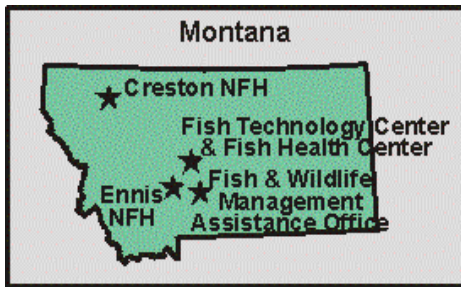 Montana
Creston NFH
Fish Technology Center
& Fish Health Center
Ennis
NFH
Fish & Wildlife
Management
Assistance Office